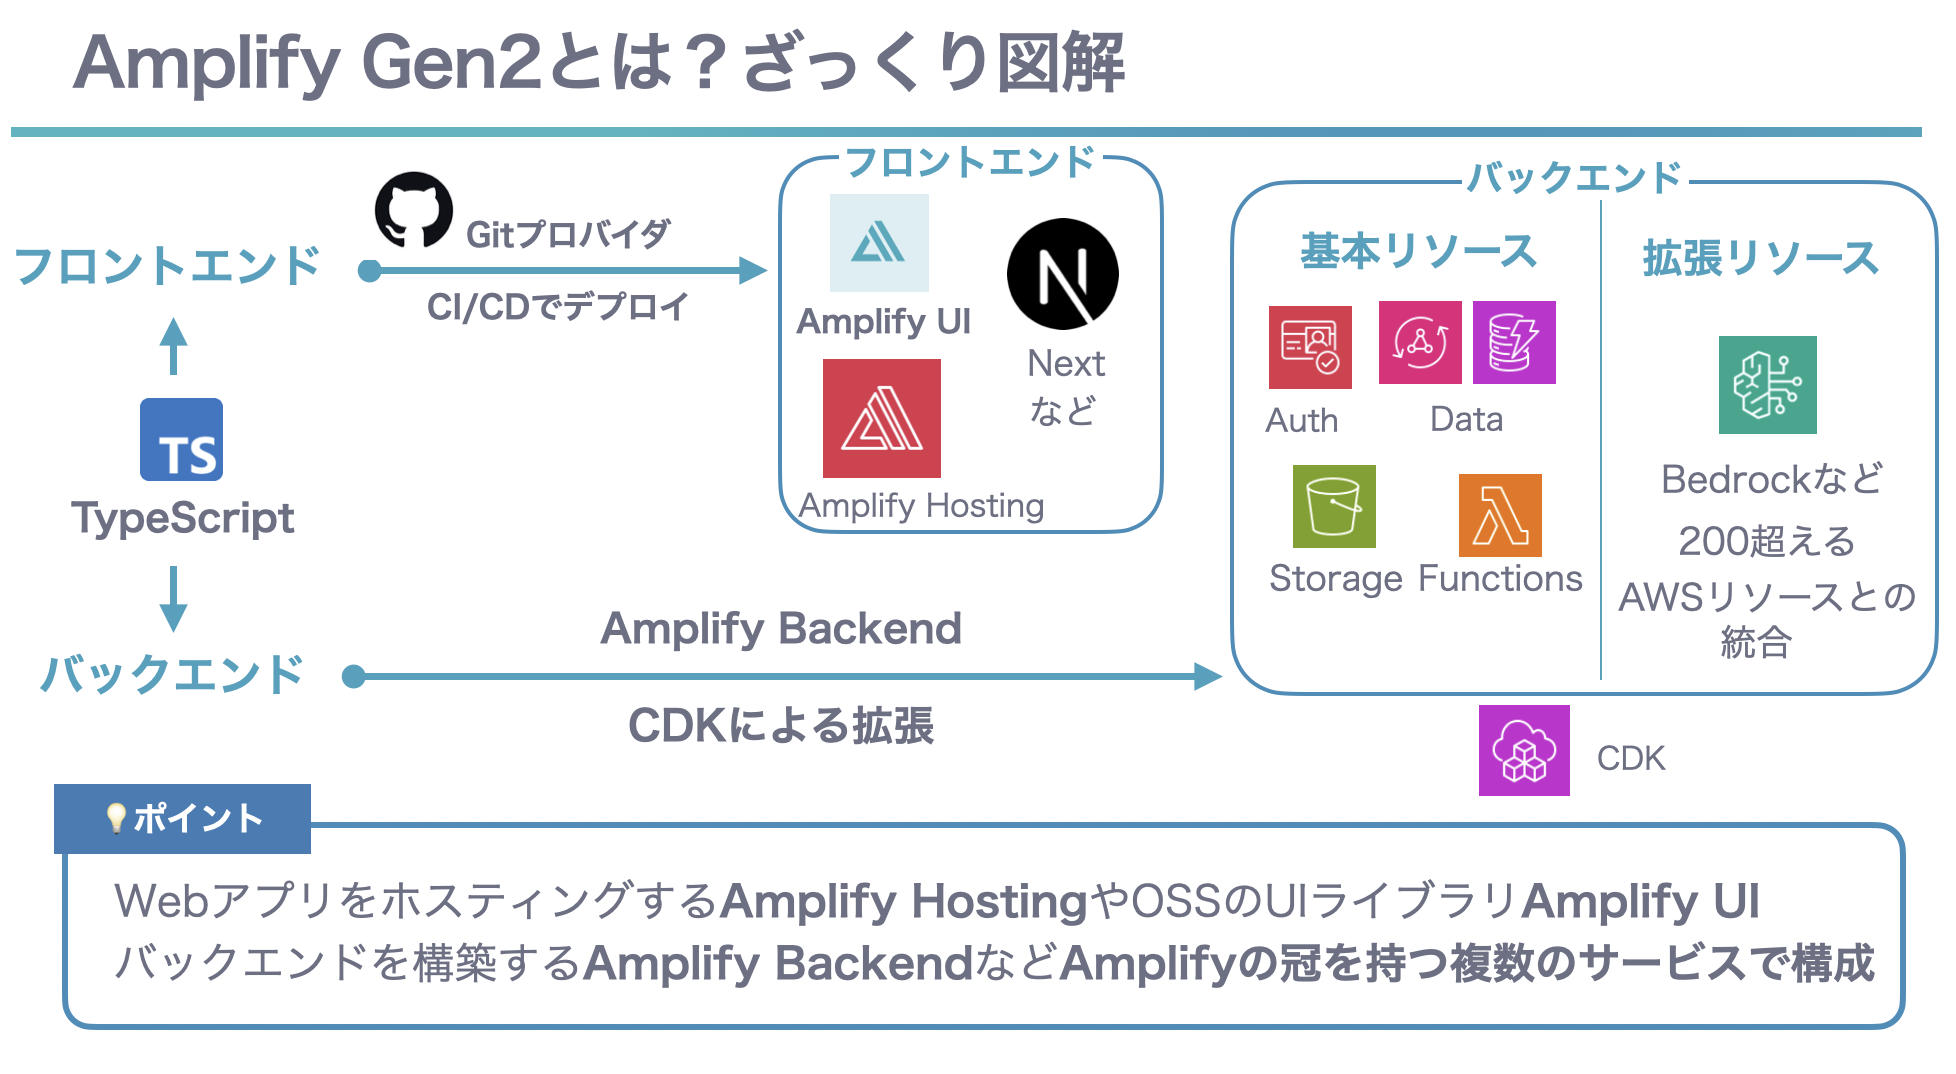 Amplify Gen2とは？ざっくり図解
フロントエンド
Gitプロバイダ
CI/CDでデプロイ
TS
TypeScript
バックエンド
Amplify Backend
CDKによる拡張
フロントエンド
Amplify UI
N
Next
など
Amplify Hosting
バックエンド
基本リソース
Auth
Data
Storage
Functions
拡張リソース
Bedrockなど
200超える
AWSリソースとの
統合
CDK
💡ポイント
WebアプリをホスティングするAmplify HostingやOSSのUIライブラリAmplify UI
バックエンドを構築するAmplify BackendなどAmplifyの冠を持つ複数のサービスで構成